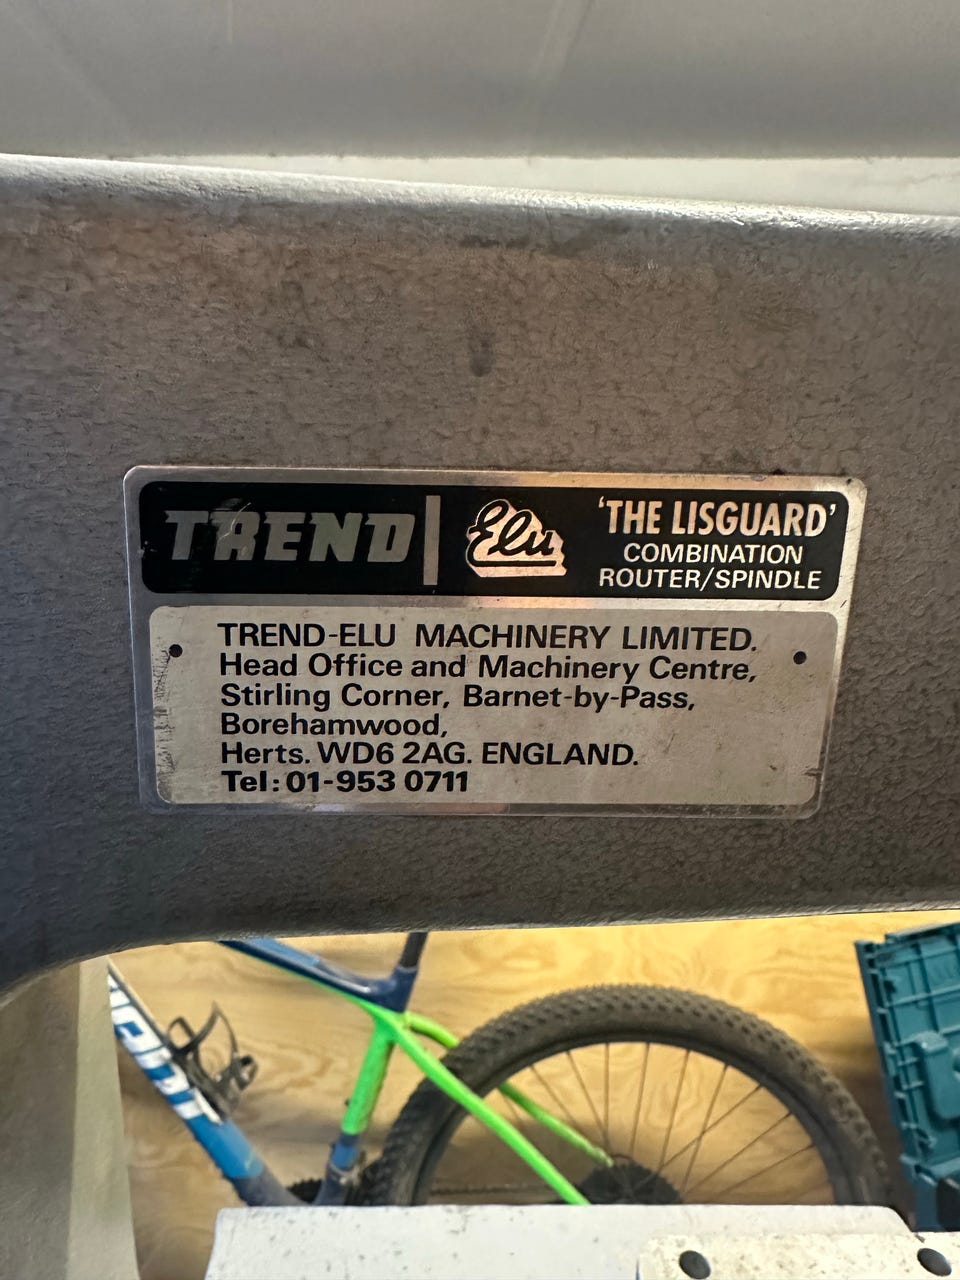 TREND | Elu 'THE LISGUARD'
COMBINATION
ROUTER/SPINDLE
TREND-ELU MACHINERY LIMITED.
Head Office and Machinery Centre,
Stirling Corner, Barnet-by-Pass,
Borehamwood,
Herts. WD6 2AG. ENGLAND.
Tel: 01-953 0711